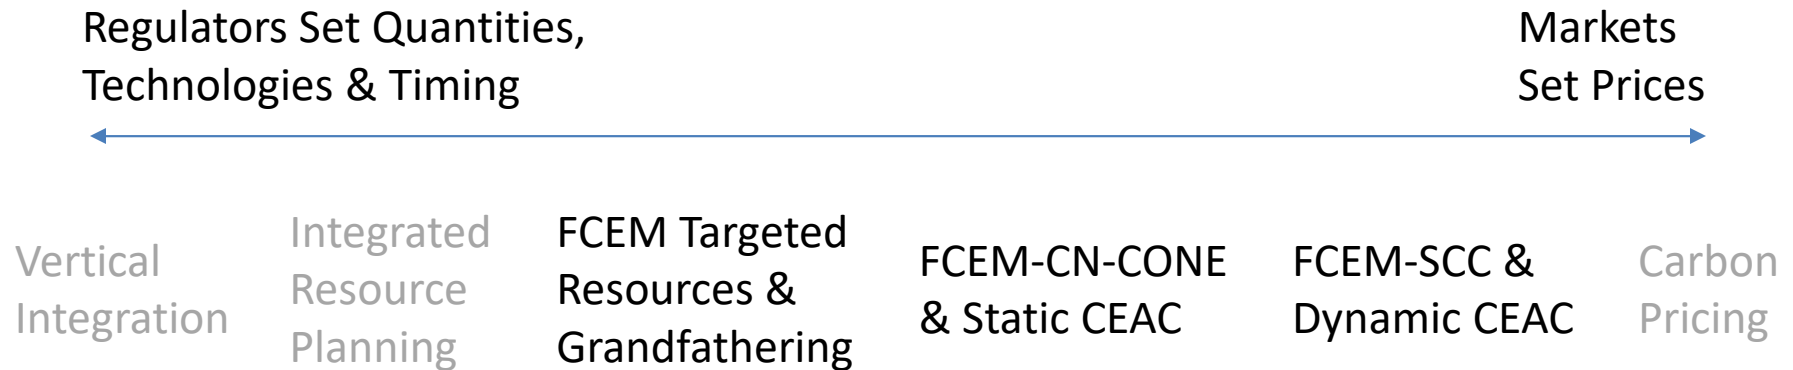 Regulators Set Quantities,
Technologies & Timing
Markets
Set Prices
Vertical
Integration
Integrated
Resource
Planning
FCEM Targeted
Resources &
Grandfathering
FCEM-CN-CONE
& Static CEAC
FCEM-SCC &
Dynamic CEAC
Carbon
Pricing